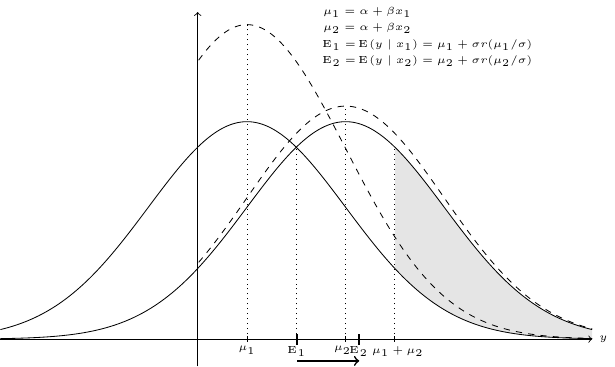 μ₁ = α + βx₁
μ₂ = α + βx₂
E₁ = E(y | x₁) = μ₁ + σr(μ₁/σ)
E₂ = E(y | x₂) = μ₂ + σr(μ₂/σ)
y
μ₁ E₁ μ₂ E₂ μ₁ + μ₂